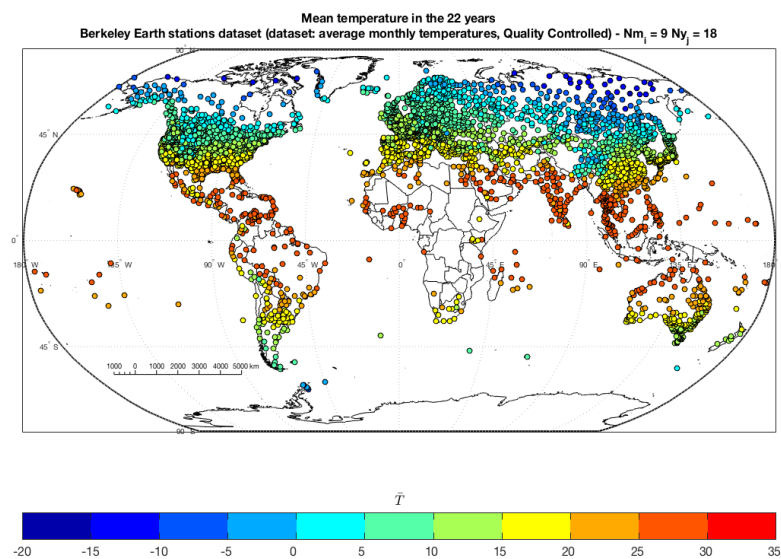 Mean temperature in the 22 years
Berkeley Earth stations dataset (dataset: average monthly temperatures, Quality Controlled) - Nm_i = 9 Ny_j = 18
90° N
45° N
0°
180° W 135° W 90° W 45° W 0° 45° E 90° E 135° E 180° E
45° S
1000 0 1000 2000 3000 4000 5000 km
90° S
T̄
-20 -15 -10 -5 0 5 10 15 20 25 30 35